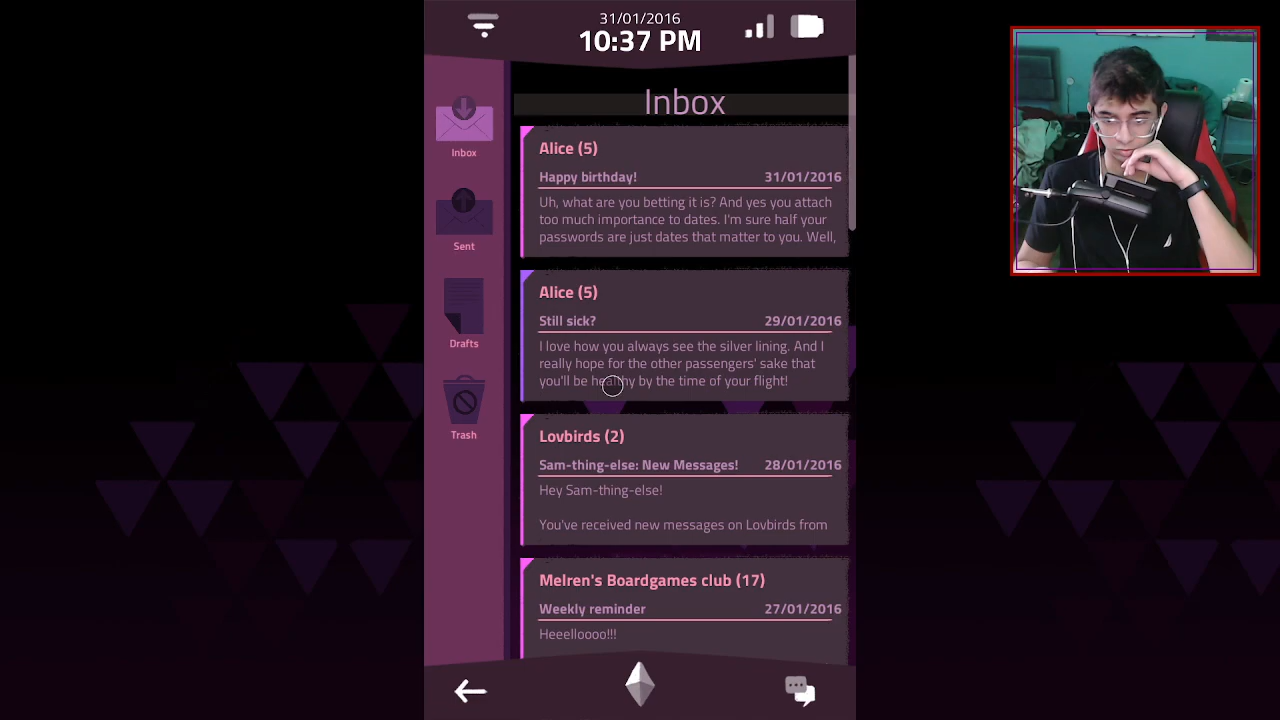 31/01/2016
10:37 PM
Inbox
Inbox
Sent
Drafts
Trash
Alice (5)
Happy birthday! 31/01/2016
Uh, what are you betting it is? And yes you attach
too much importance to dates. I'm sure half your
passwords are just dates that matter to you. Well,
Alice (5)
Still sick? 29/01/2016
I love how you always see the silver lining. And I
really hope for the other passengers' sake that
you'll be healthy by the time of your flight!
Lovbirds (2)
Sam-thing-else: New Messages! 28/01/2016
Hey Sam-thing-else!
You've received new messages on Lovbirds from
Melren's Boardgames club (17)
Weekly reminder 27/01/2016
Heeelloooo!!!